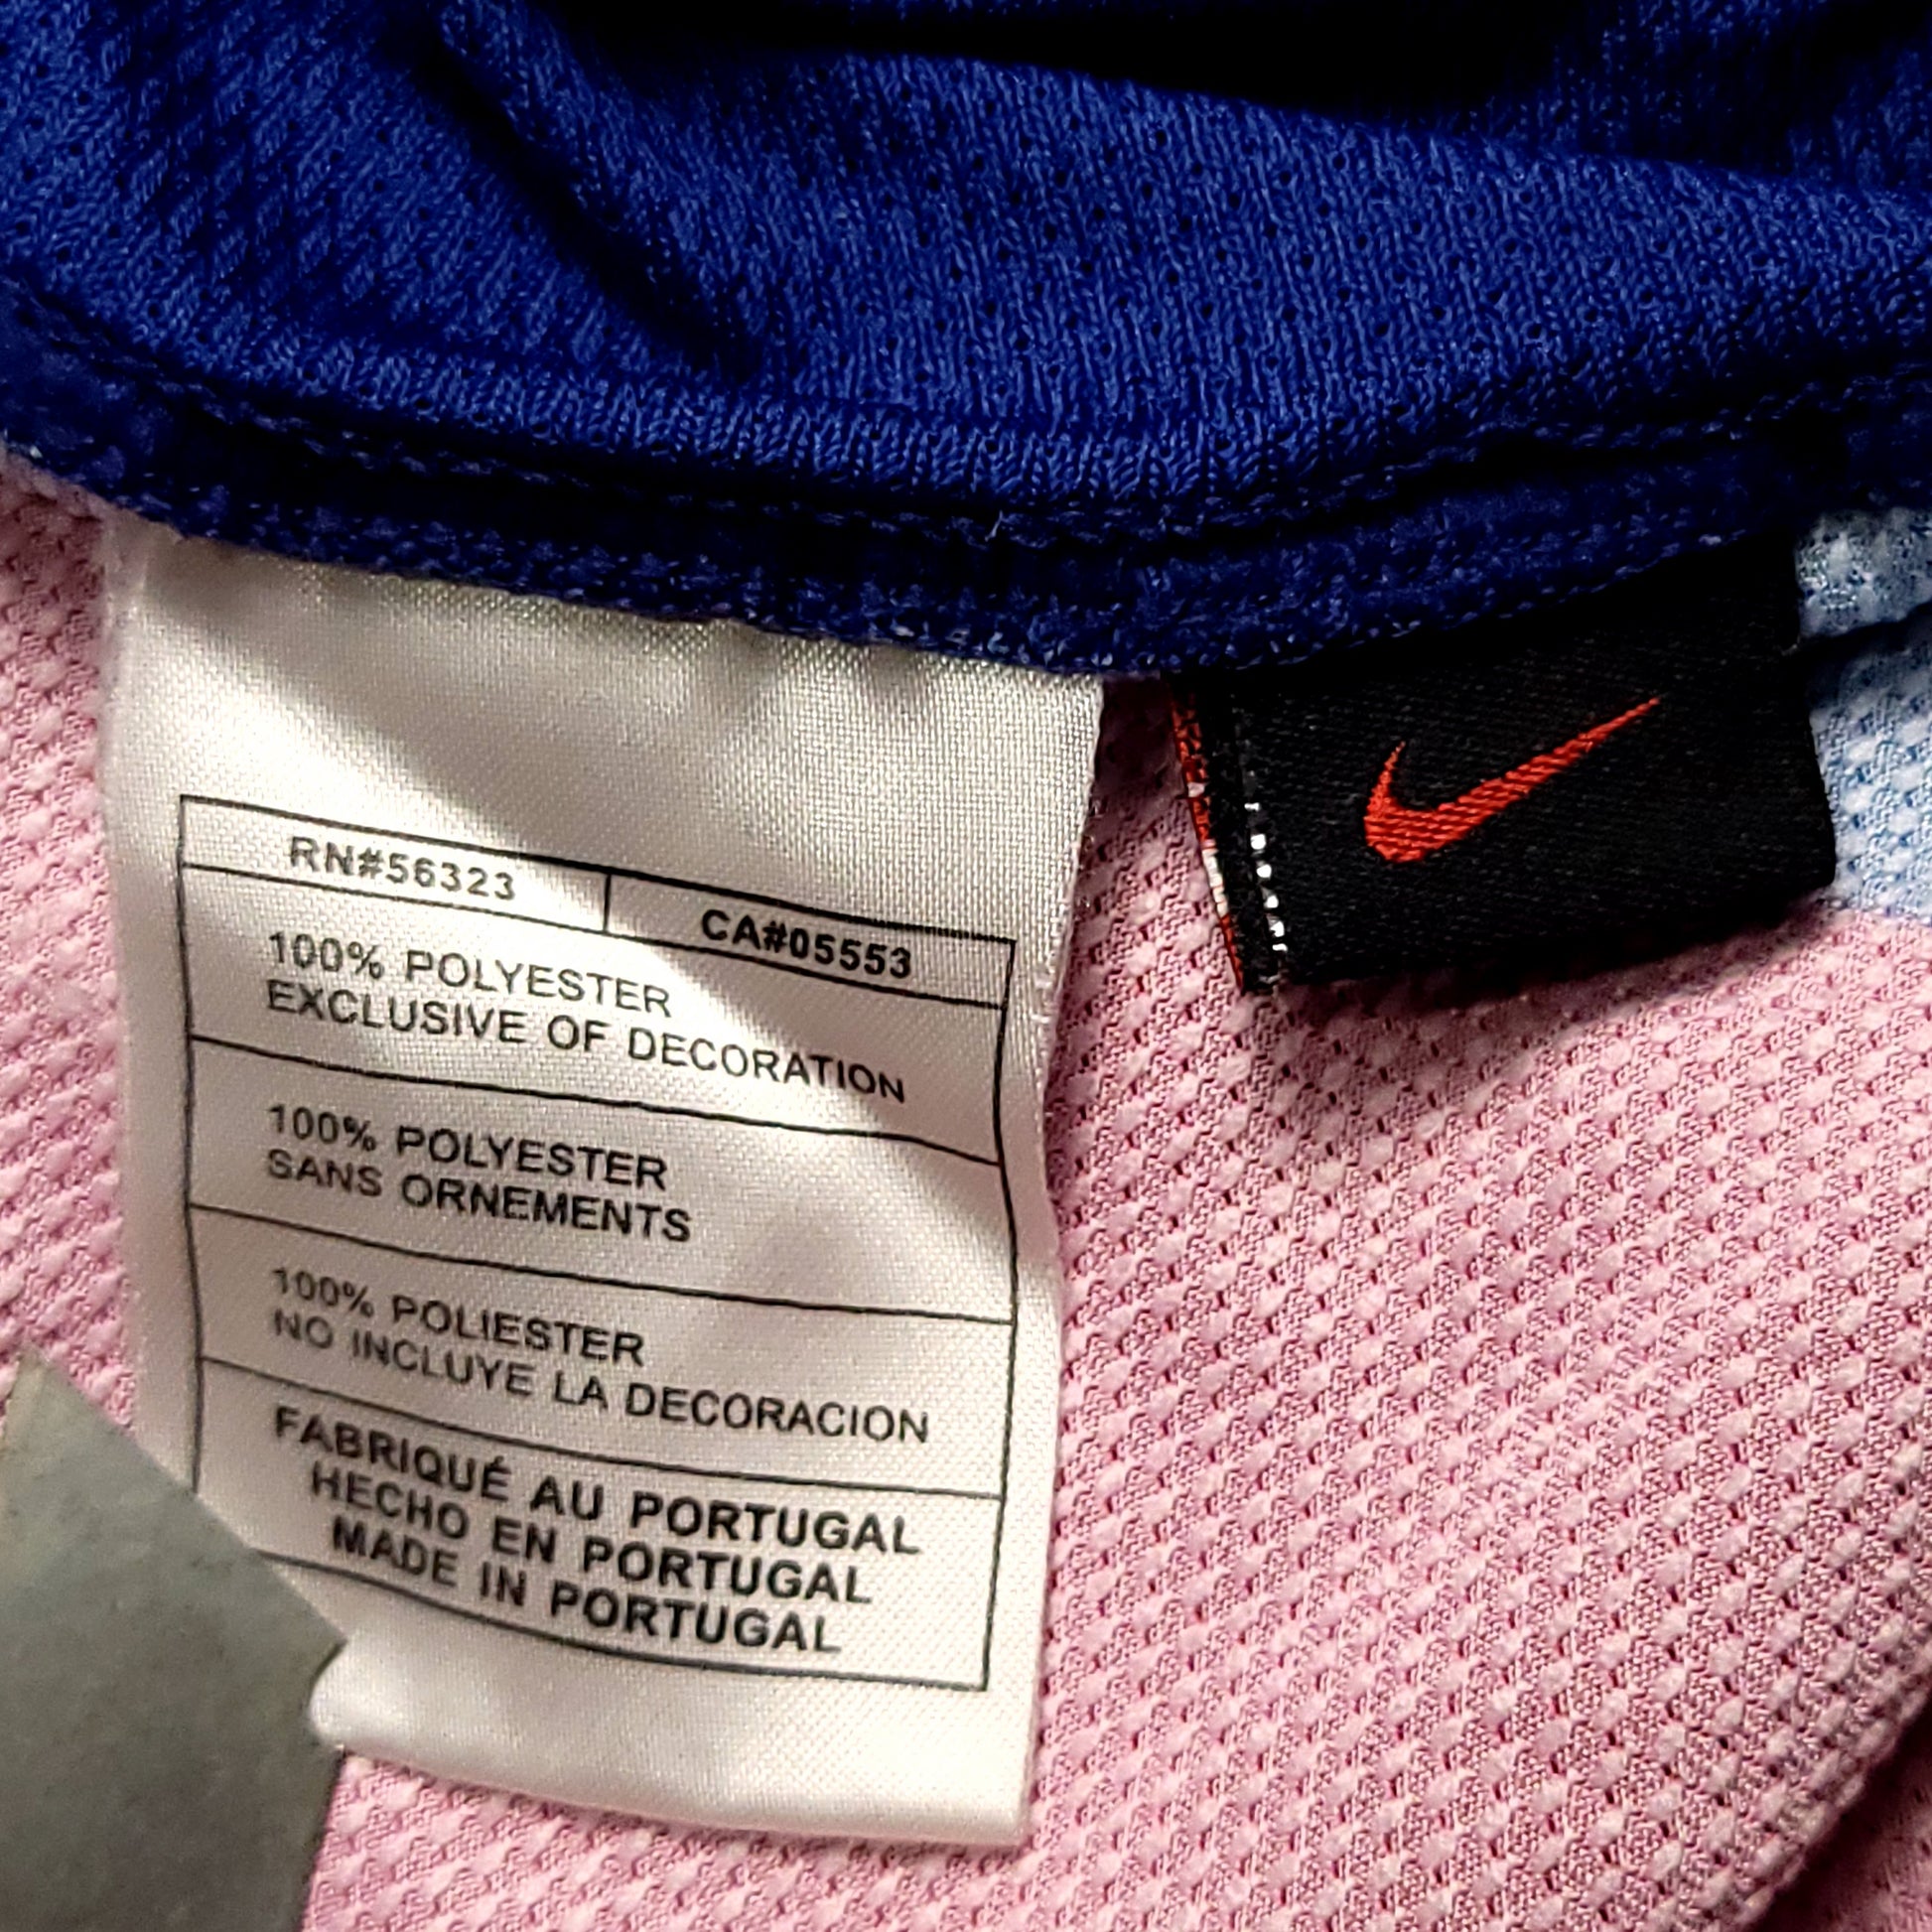 RN#56323
CA#05553
100% POLYESTER
EXCLUSIVE OF DECORATION
100% POLYESTER
SANS ORNEMENTS
100% POLIESTER
NO INCLUYE LA DECORACION
FABRIQUÉ AU PORTUGAL
HECHO EN PORTUGAL
MADE IN PORTUGAL